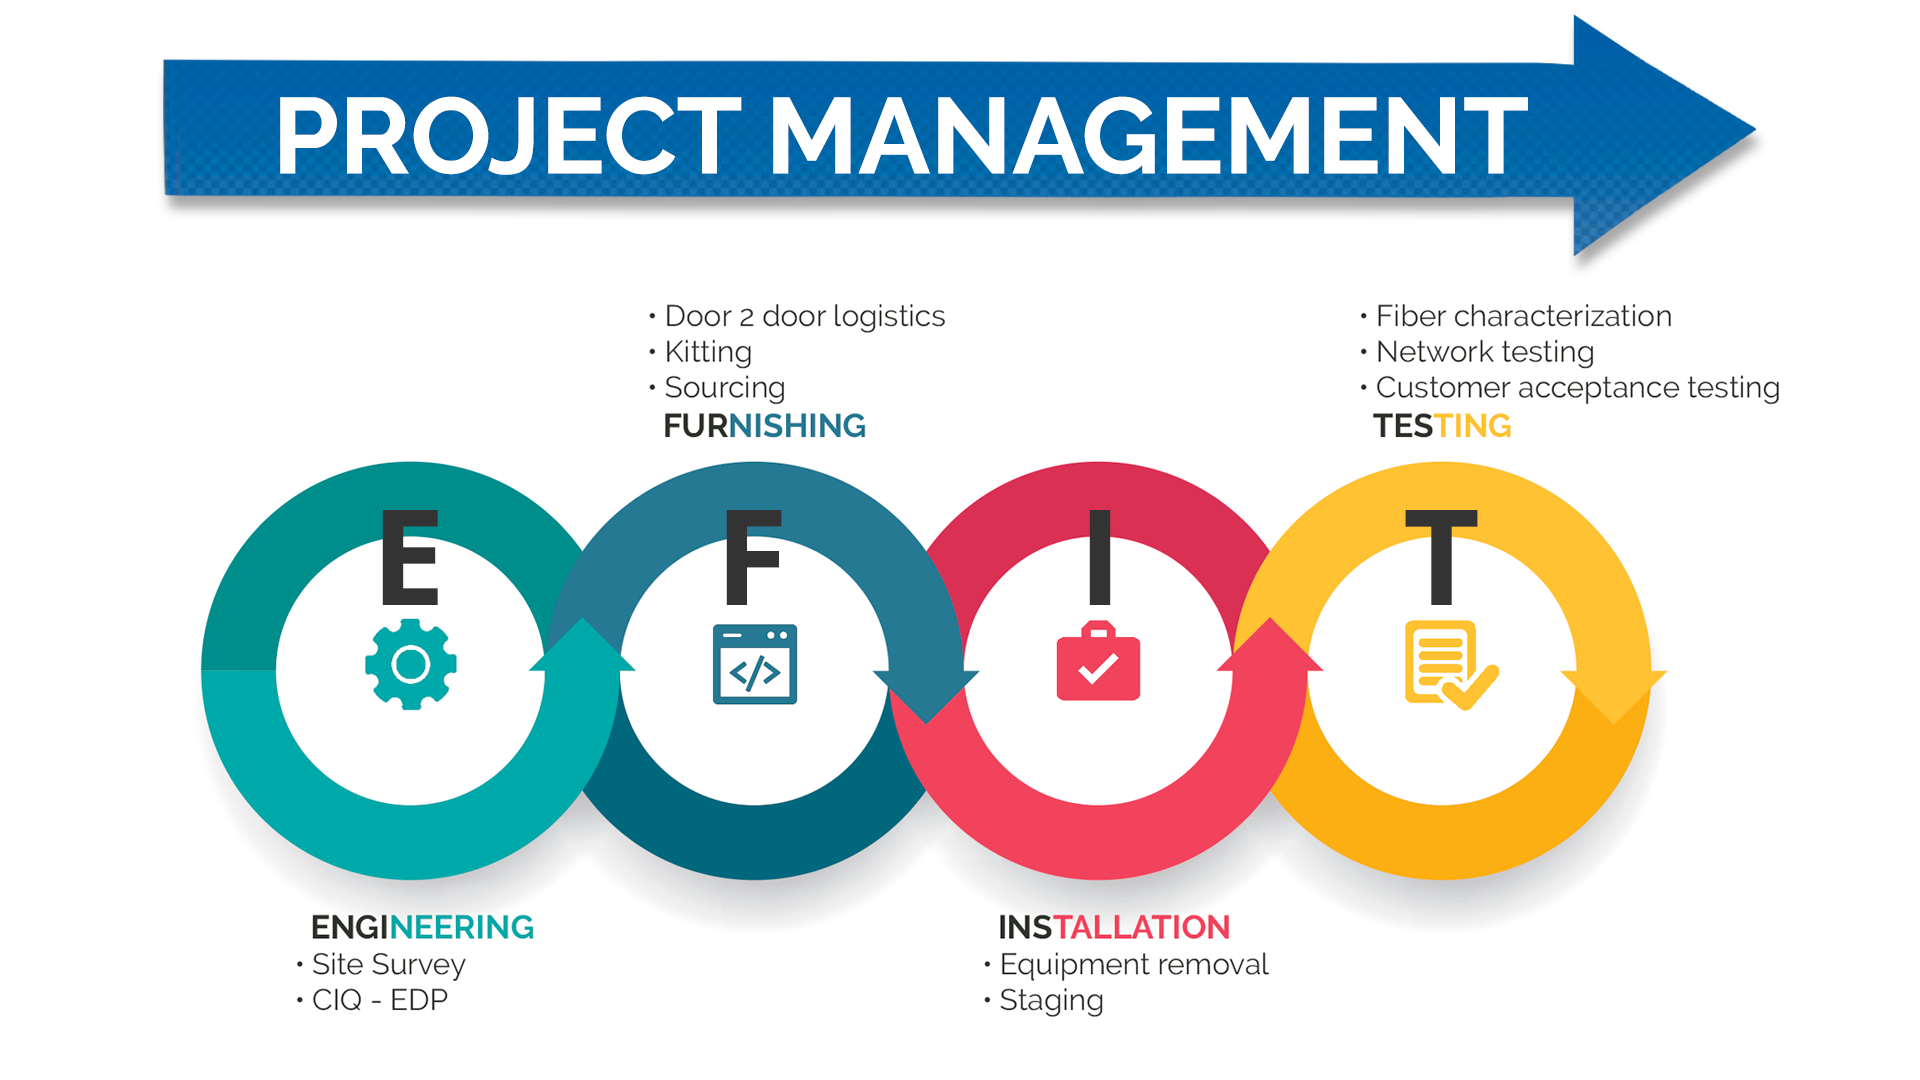 PROJECT MANAGEMENT
• Door 2 door logistics
• Kitting
• Sourcing
FURNISHING
• Fiber characterization
• Network testing
• Customer acceptance testing
TESTING
E
F
</>
I
T
ENGINEERING
• Site Survey
• CIQ - EDP
INSTALLATION
• Equipment removal
• Staging